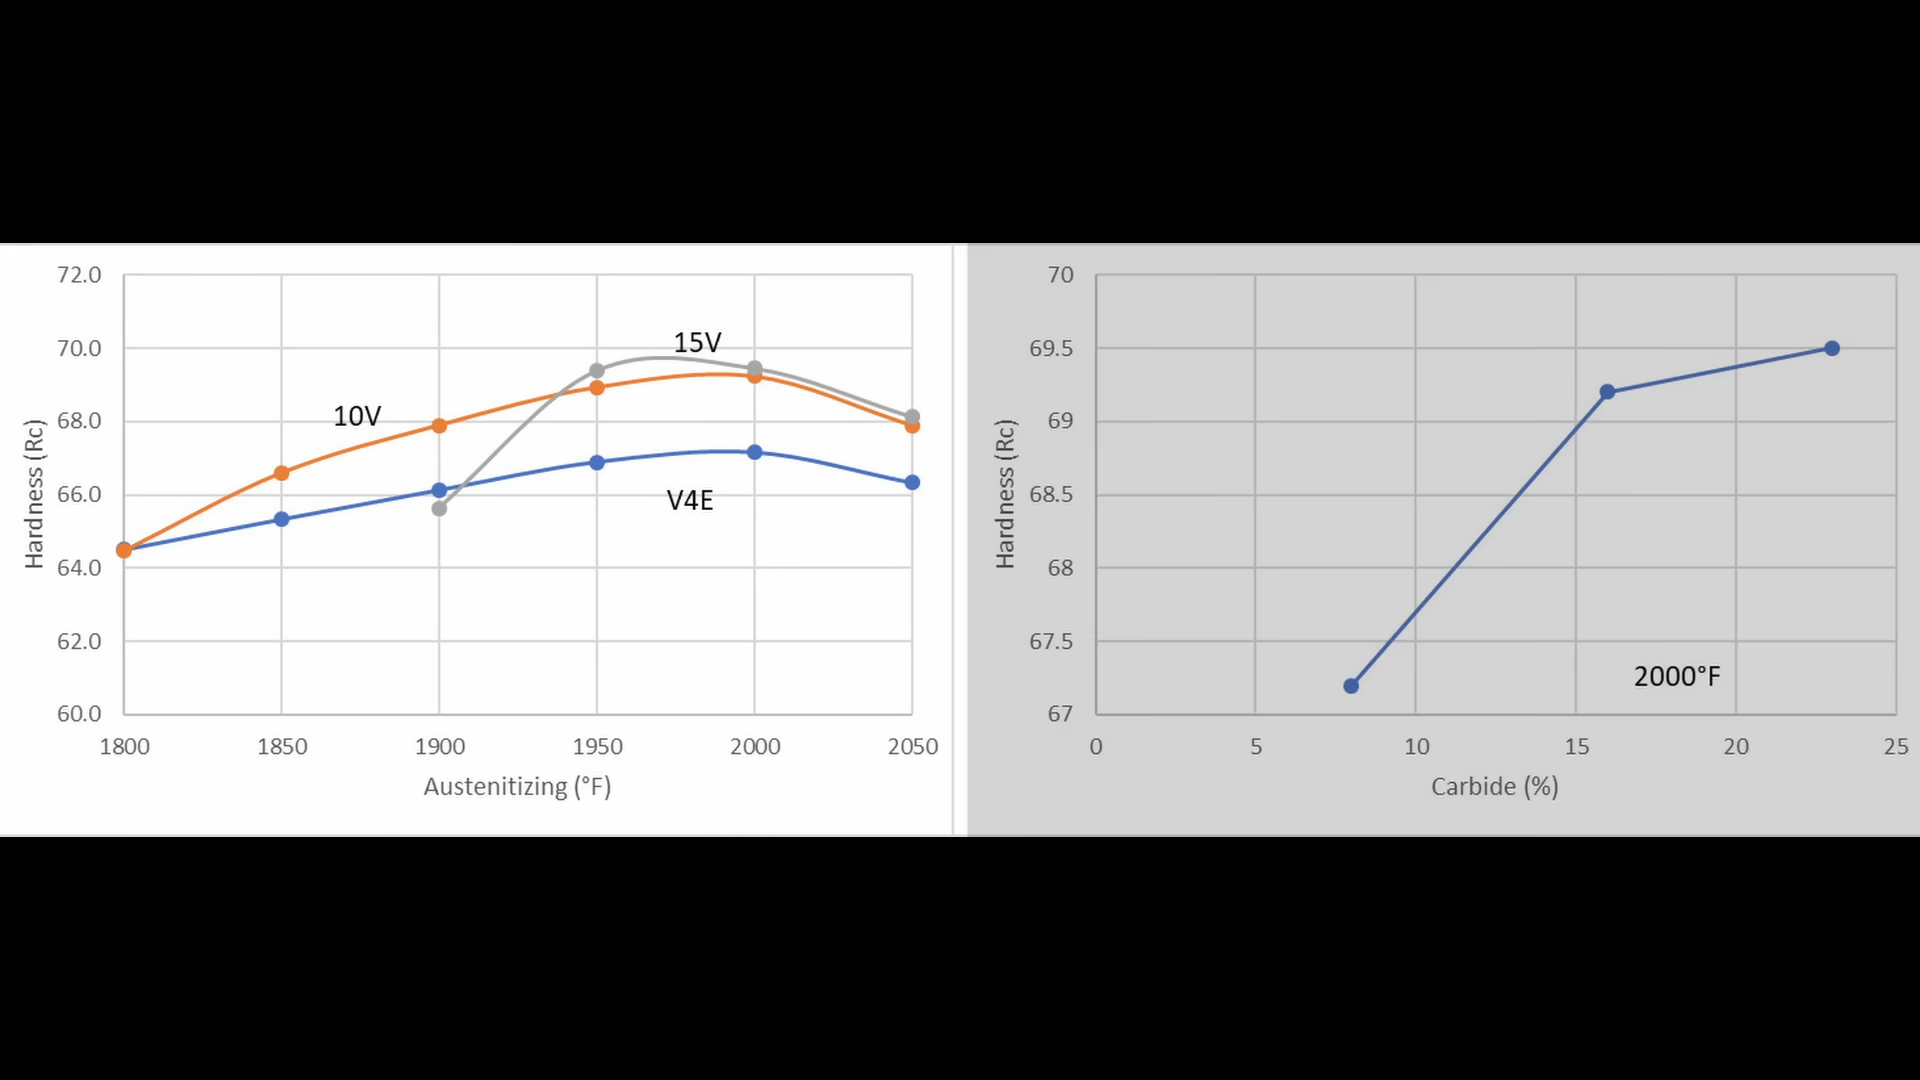 72.0
70.0
68.0
66.0
64.0
62.0
60.0
Hardness (Rc)
10V
15V
V4E
1800 1850 1900 1950 2000 2050
Austenitizing (°F)
70
69.5
69
68.5
68
67.5
67
Hardness (Rc)
2000°F
0 5 10 15 20 25
Carbide (%)